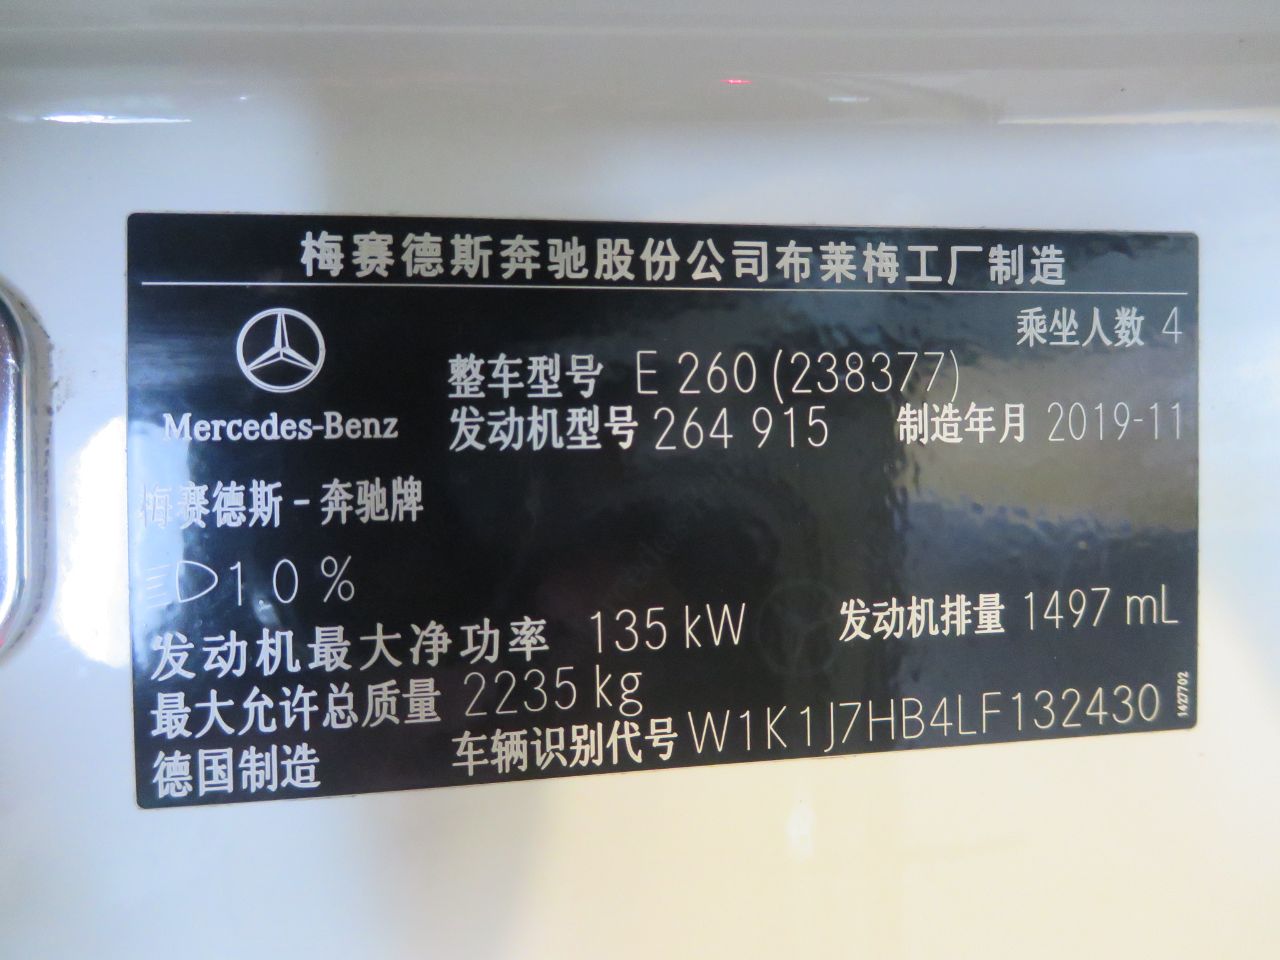 梅赛德斯奔驰股份公司布莱梅工厂制造
乘坐人数 4
整车型号 E 260 (238377)
Mercedes-Benz
发动机型号 264 915 制造年月 2019-11
梅赛德斯-奔驰牌
10%
发动机最大净功率 135 kW 发动机排量 1497 mL
最大允许总质量 2235 kg
德国制造 车辆识别代号 W1K1J7HB4LF132430
1427702